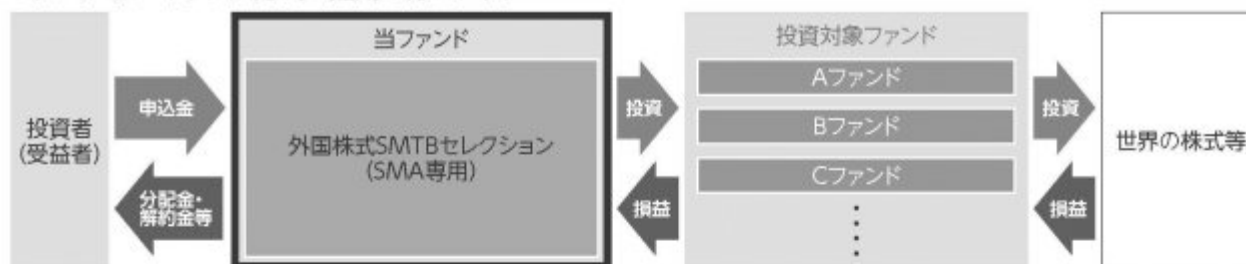 投資者
(受益者)
申込金
分配金・
解約金等
当ファンド
外国株式SMTBセレクション
(SMA専用)
投資
損益
投資対象ファンド
Aファンド
Bファンド
Cファンド
投資
損益
世界の株式等